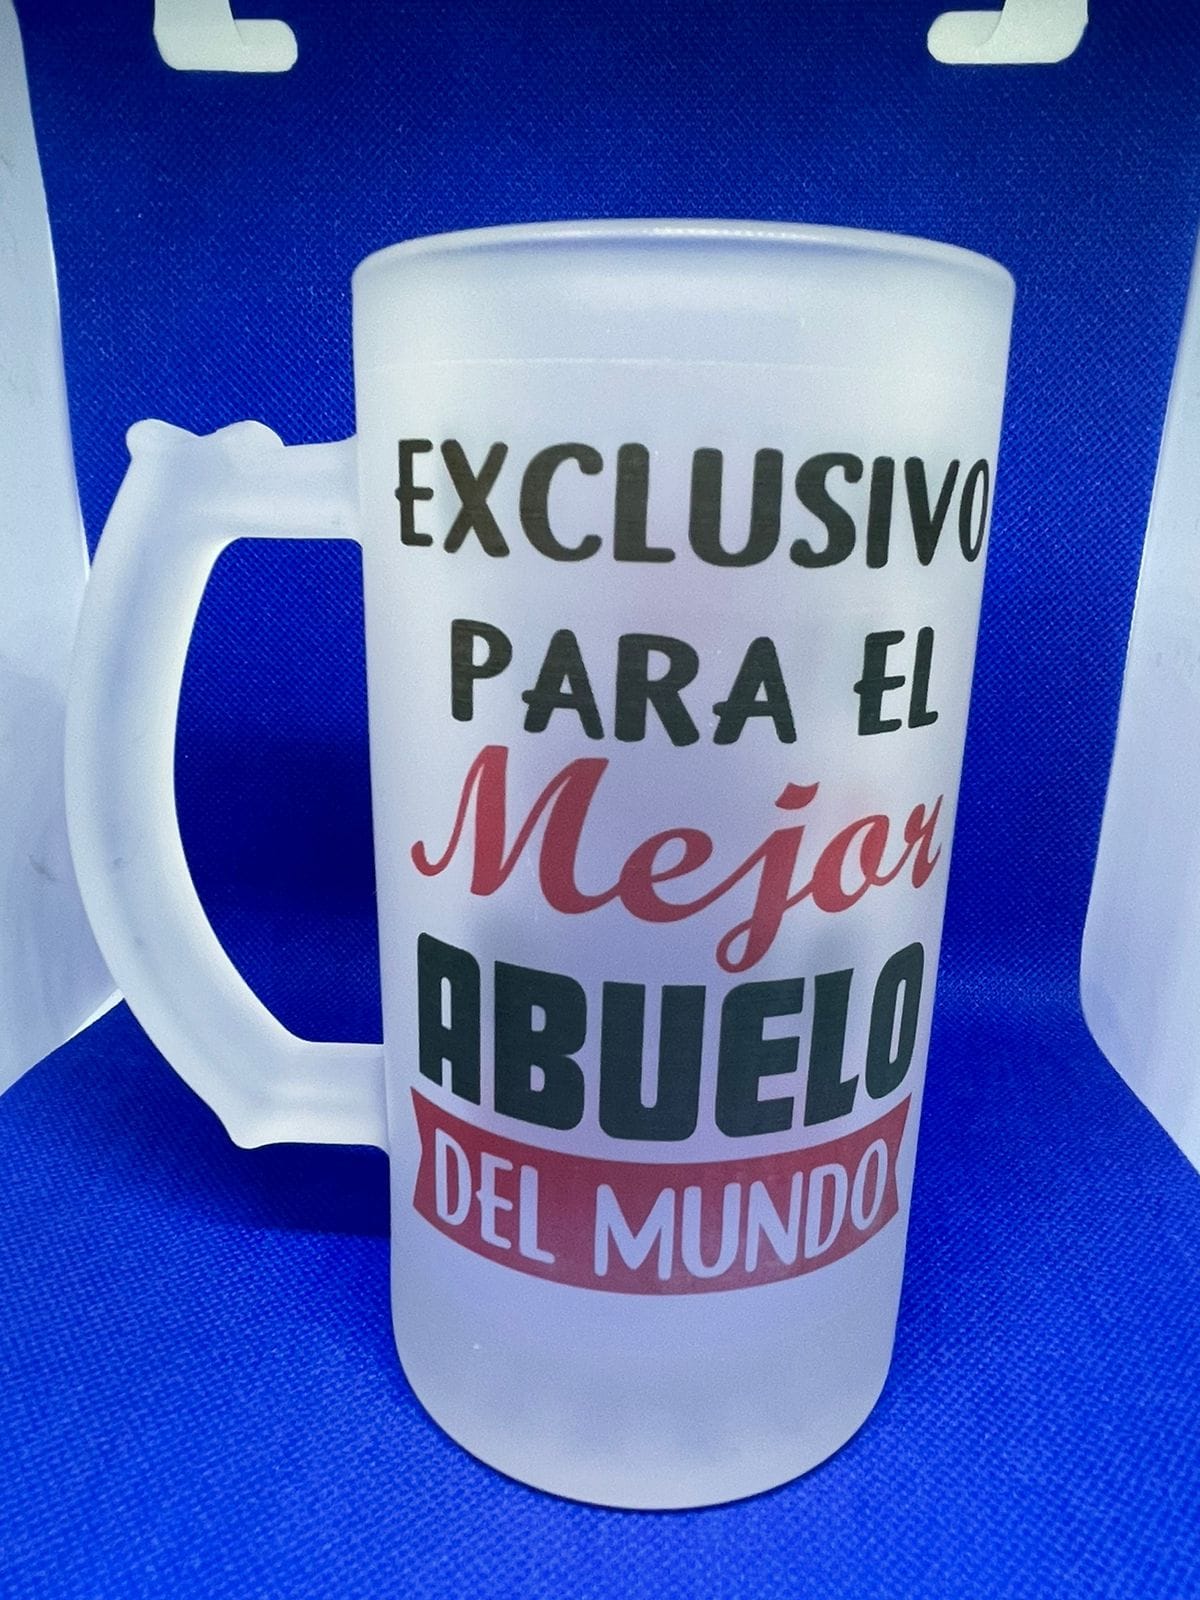 EXCLUSIVO
PARA EL
Mejor
ABUELO
DEL MUNDO